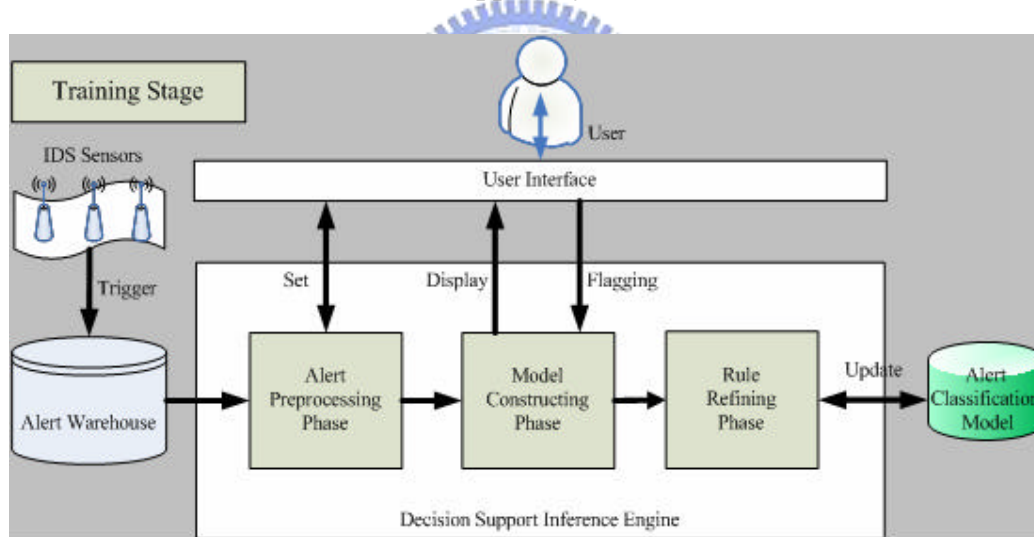 Training Stage
User
IDS Sensors
User Interface
Trigger
Set
Display
Flagging
Alert Warehouse
Alert
Preprocessing
Phase
Model
Constructing
Phase
Rule
Refining
Phase
Update
Alert
Classification
Model
Decision Support Inference Engine